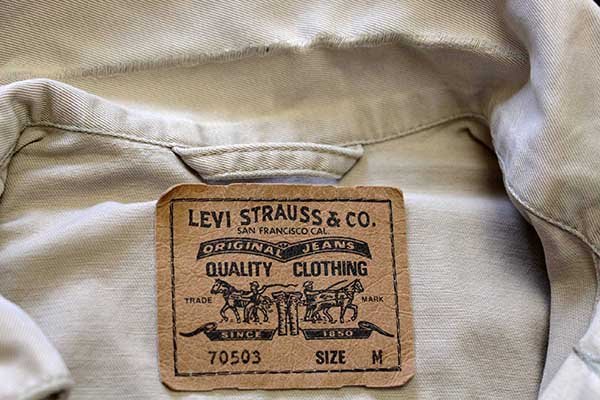 LEVI STRAUSS & CO.
SAN FRANCISCO CAL.
ORIGINAL JEANS
QUALITY CLOTHING
TRADE MARK
SINCE 1850
70503 SIZE M